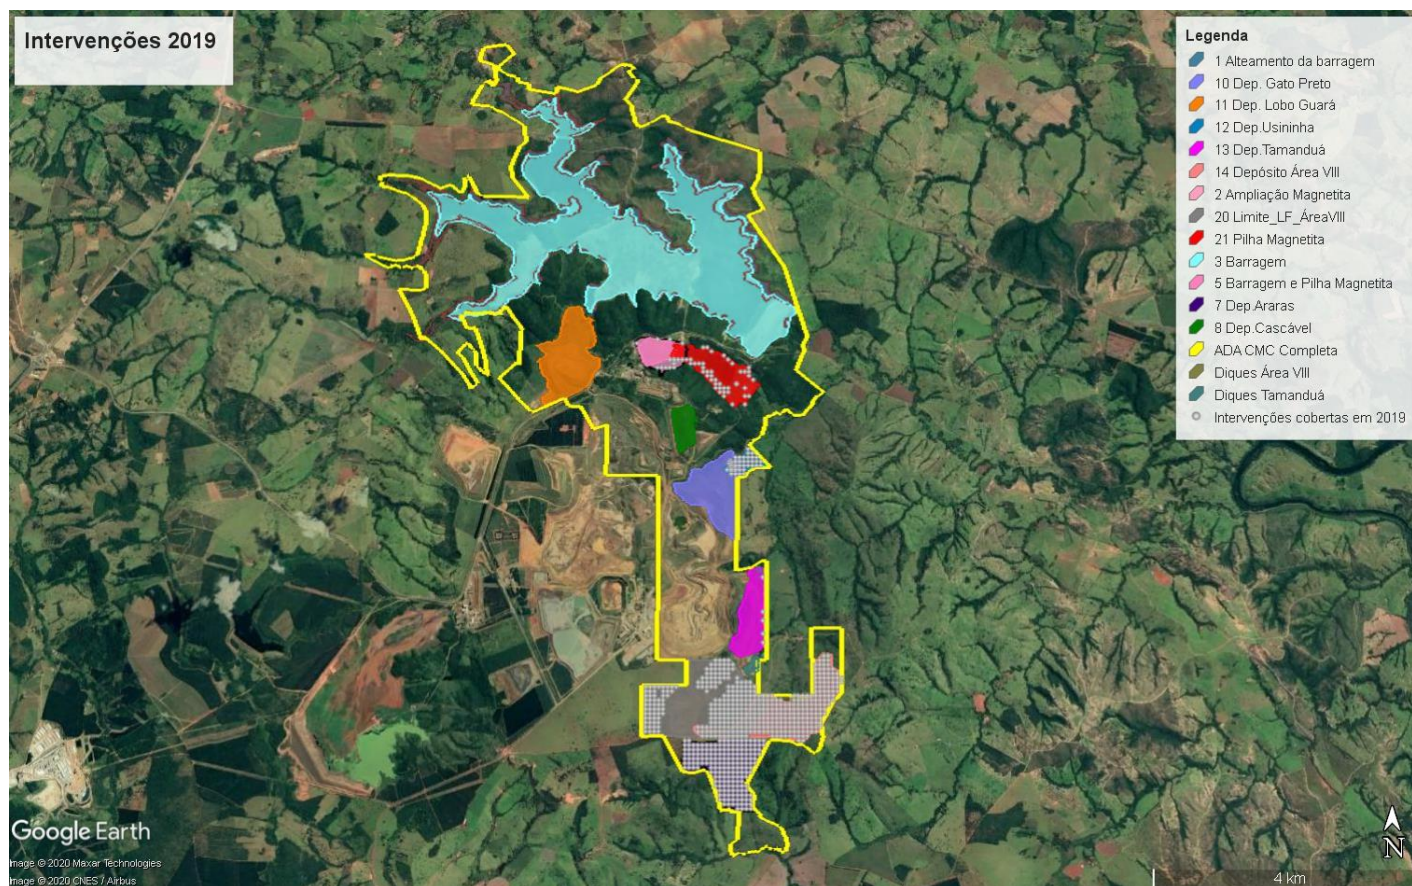 Intervenções 2019
Legenda
1 Alteamento da barragem
10 Dep. Gato Preto
11 Dep. Lobo Guará
12 Dep.Usininha
13 Dep.Tamanduá
14 Depósito Área VIII
2 Ampliação Magnetita
20 Limite_LF_ÁreaVIII
21 Pilha Magnetita
3 Barragem
5 Barragem e Pilha Magnetita
7 Dep.Araras
8 Dep.Cascável
ADA CMC Completa
Diques Área VIII
Diques Tamanduá
Intervenções cobertas em 2019
Google Earth
Image © 2020 Maxar Technologies
Image © 2020 CNES / Airbus
N
4 km